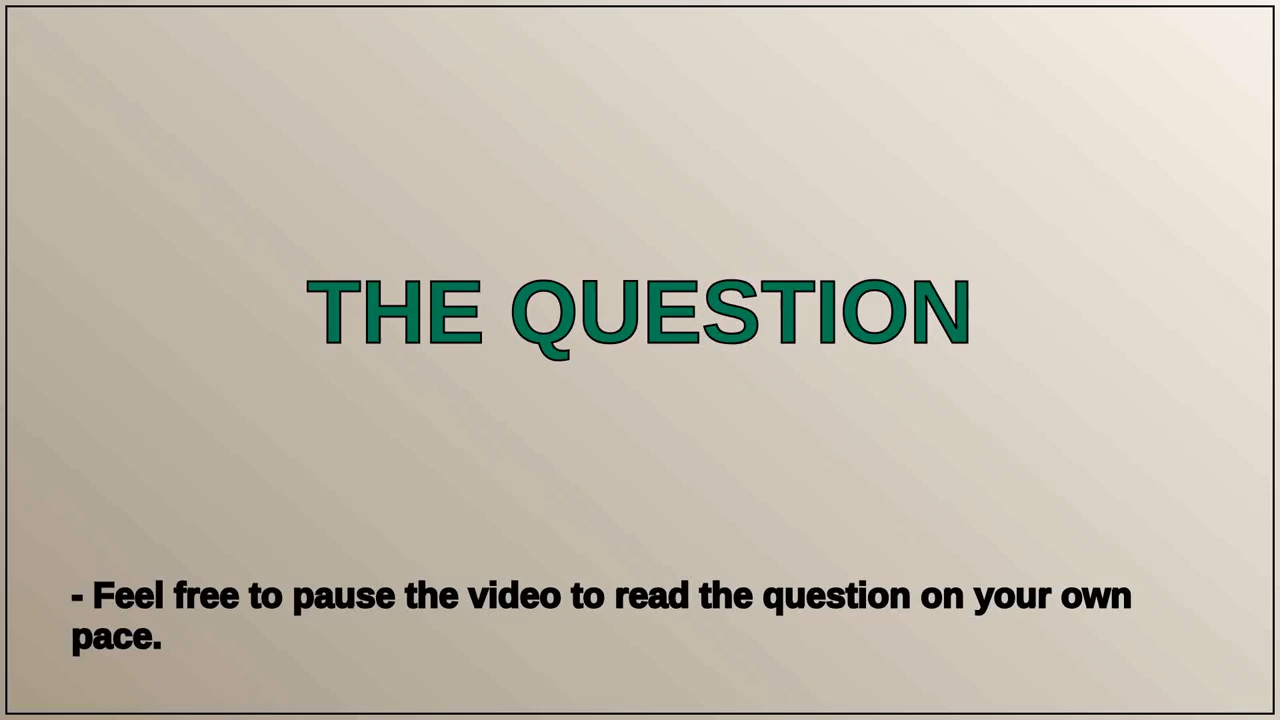 THE QUESTION
- Feel free to pause the video to read the question on your own
pace.